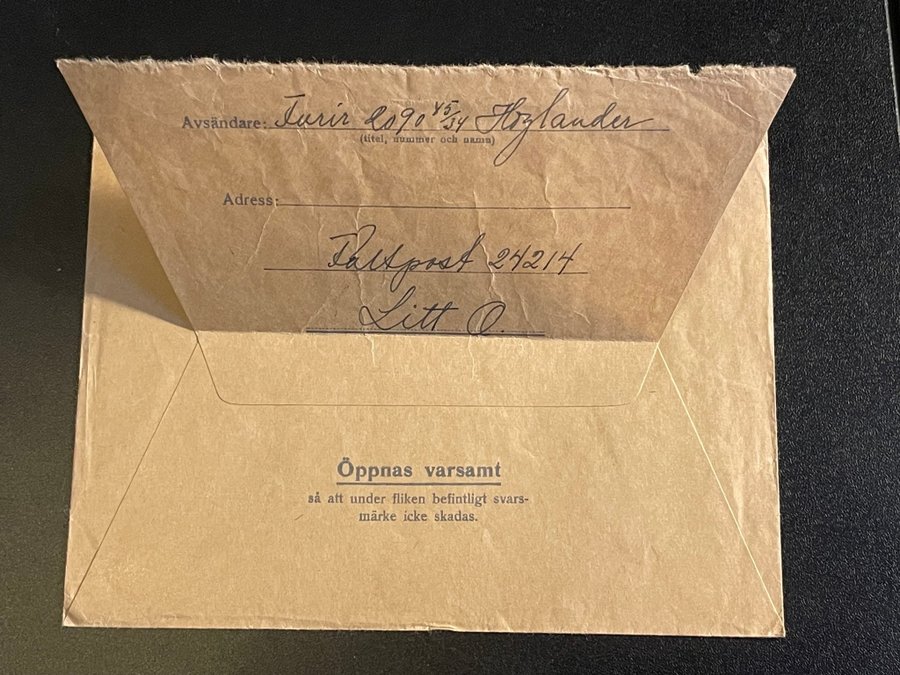 Avsändare: Furir 2090 45/34 Höglander
(titel, nummer och namn)
Adress:
Fältpost 24214
Litt O.
Öppnas varsamt
så att under fliken befintligt svars-
märke icke skadas.